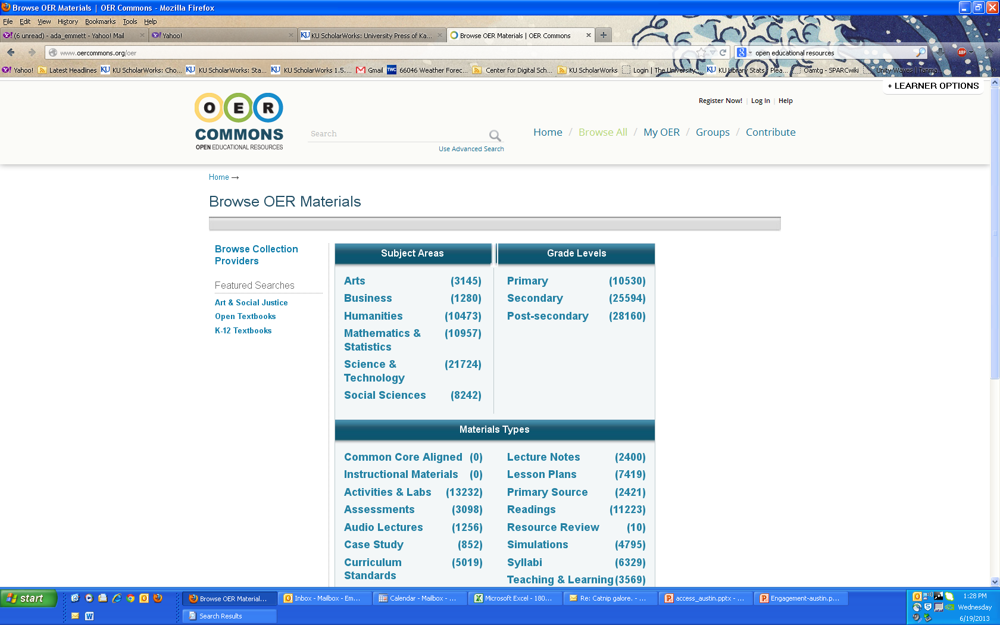 Browse OER Materials | OER Commons - Mozilla Firefox
File Edit View History Bookmarks Tools Help
(6 unread) - ada_emmett - Yahoo! Mail
Yahoo!
KU KU ScholarWorks: University Press of Ka...
Browse OER Materials | OER Commons
www.oercommons.org/oer
open educational resources
ABP
Yahoo!
Latest Headlines
KU KU ScholarWorks: Cho...
KU KU ScholarWorks: Sta...
KU KU ScholarWorks 1.5....
Gmail
TWC 66046 Weather Forec...
Center for Digital Sch...
KU ScholarWorks
Login | The University ...
KU KU Library Stats : Plea...
Oamtg - SPARCwiki
Unity Waves | Tanma...
+ LEARNER OPTIONS
OER
COMMONS
OPEN EDUCATIONAL RESOURCES
Register Now! | Log In | Help
Search
Use Advanced Search
Home / Browse All / My OER / Groups / Contribute
Home →
Browse OER Materials
Browse Collection
Providers
Featured Searches
Art & Social Justice
Open Textbooks
K-12 Textbooks
Subject Areas
Arts (3145)
Business (1280)
Humanities (10473)
Mathematics & (10957)
Statistics
Science & (21724)
Technology
Social Sciences (8242)
Grade Levels
Primary (10530)
Secondary (25594)
Post-secondary (28160)
Materials Types
Common Core Aligned (0)
Instructional Materials (0)
Activities & Labs (13232)
Assessments (3098)
Audio Lectures (1256)
Case Study (852)
Curriculum (5019)
Standards
Lecture Notes (2400)
Lesson Plans (7419)
Primary Source (2421)
Readings (11223)
Resource Review (10)
Simulations (4795)
Syllabi (6329)
Teaching & Learning (3569)
start
Browse OER Material...
Inbox - Mailbox - Em...
Calendar - Mailbox - ...
Microsoft Excel - 180...
Re: Catnip galore. - ...
access_austin.pptx - ...
Engagement-austin.p...
Search Results
1:28 PM
Wednesday
6/19/2013